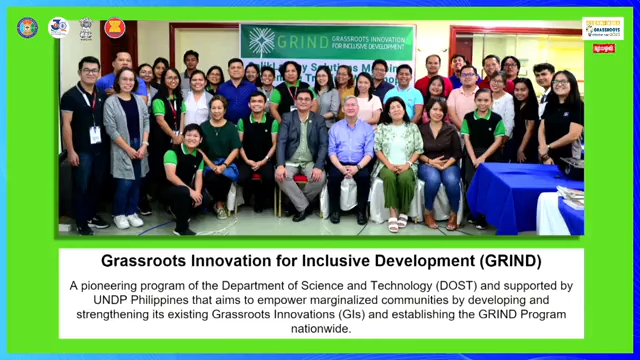 GRIND
GRASSROOTS INNOVATION
FOR INCLUSIVE DEVELOPMENT
Solutions
Grassroots Innovation for Inclusive Development (GRIND)
A pioneering program of the Department of Science and Technology (DOST) and supported by
UNDP Philippines that aims to empower marginalized communities by developing and
strengthening its existing Grassroots Innovations (GIs) and establishing the GRIND Program
nationwide.